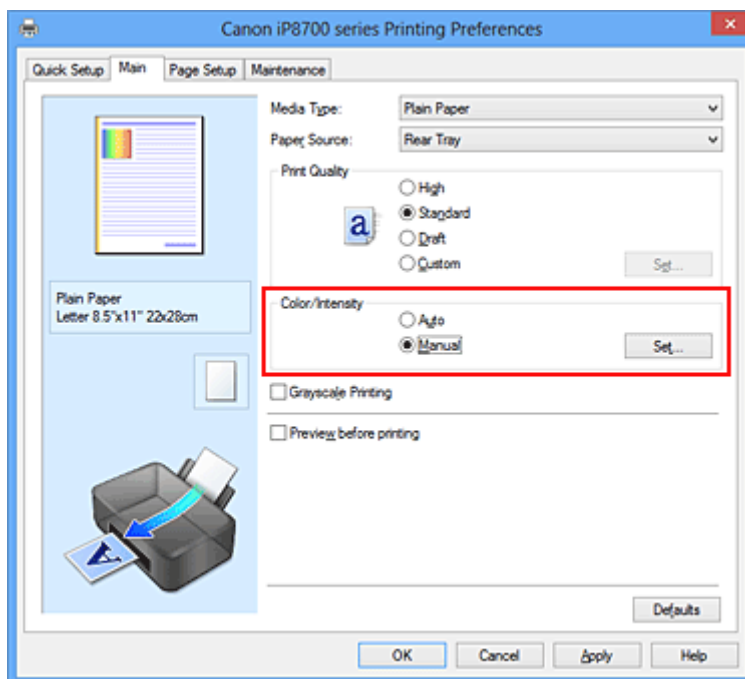 Canon iP8700 series Printing Preferences
Quick Setup Main Page Setup Maintenance
Media Type: Plain Paper
Paper Source: Rear Tray
Print Quality
High
a Standard
Draft
Custom Set...
Plain Paper
Letter 8.5"x11" 22x28cm
Color/Intensity
Auto
Manual Set...
Grayscale Printing
Preview before printing
A
Defaults
OK Cancel Apply Help